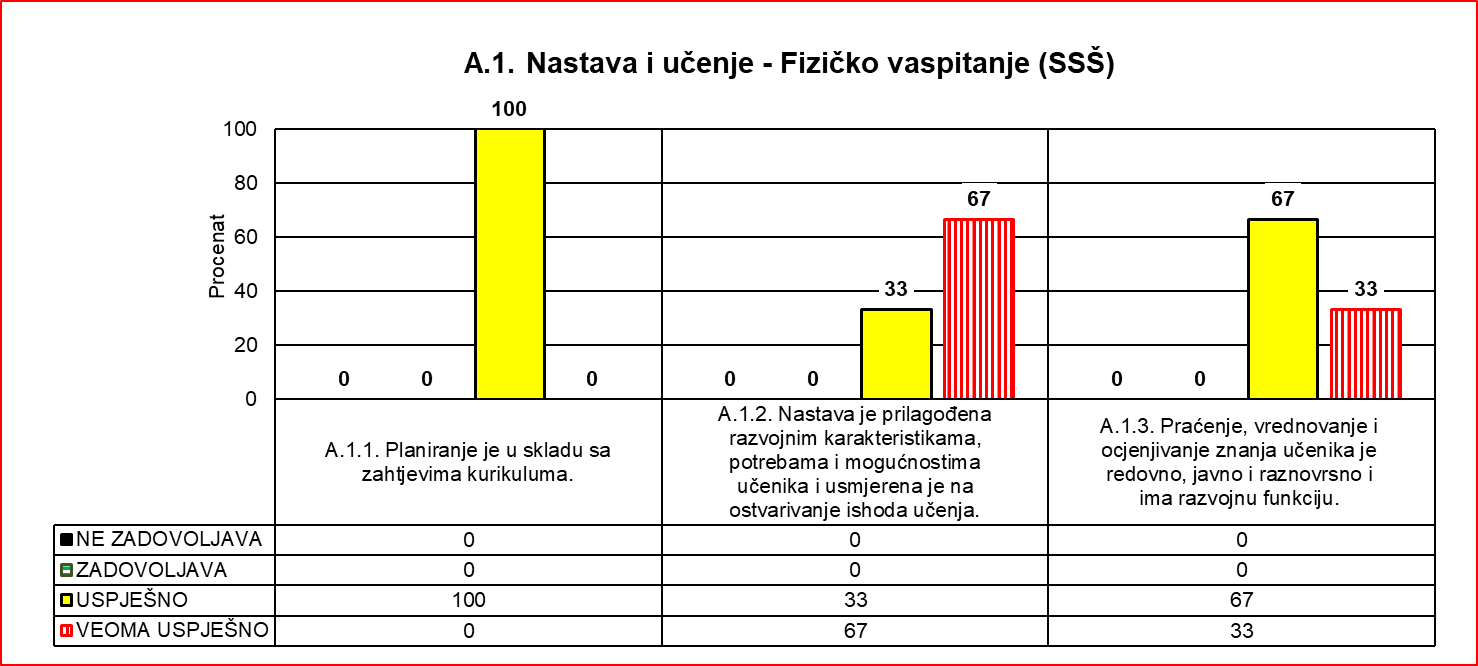 A.1. Nastava i učenje - Fizičko vaspitanje (SSŠ)
Procenat
100
80
60
40
20
0
0
0
100
0
0
0
33
67
0
0
67
33
A.1.1. Planiranje je u skladu sa
zahtjevima kurikuluma.
A.1.2. Nastava je prilagođena
razvojnim karakteristikama,
potrebama i mogućnostima
učenika i usmjerena je na
ostvarivanje ishoda učenja.
A.1.3. Praćenje, vrednovanje i
ocjenjivanje znanja učenika je
redovno, javno i raznovrsno i
ima razvojnu funkciju.
NE ZADOVOLJAVA 0 0 0
ZADOVOLJAVA 0 0 0
USPJEŠNO 100 33 67
VEOMA USPJEŠNO 0 67 33